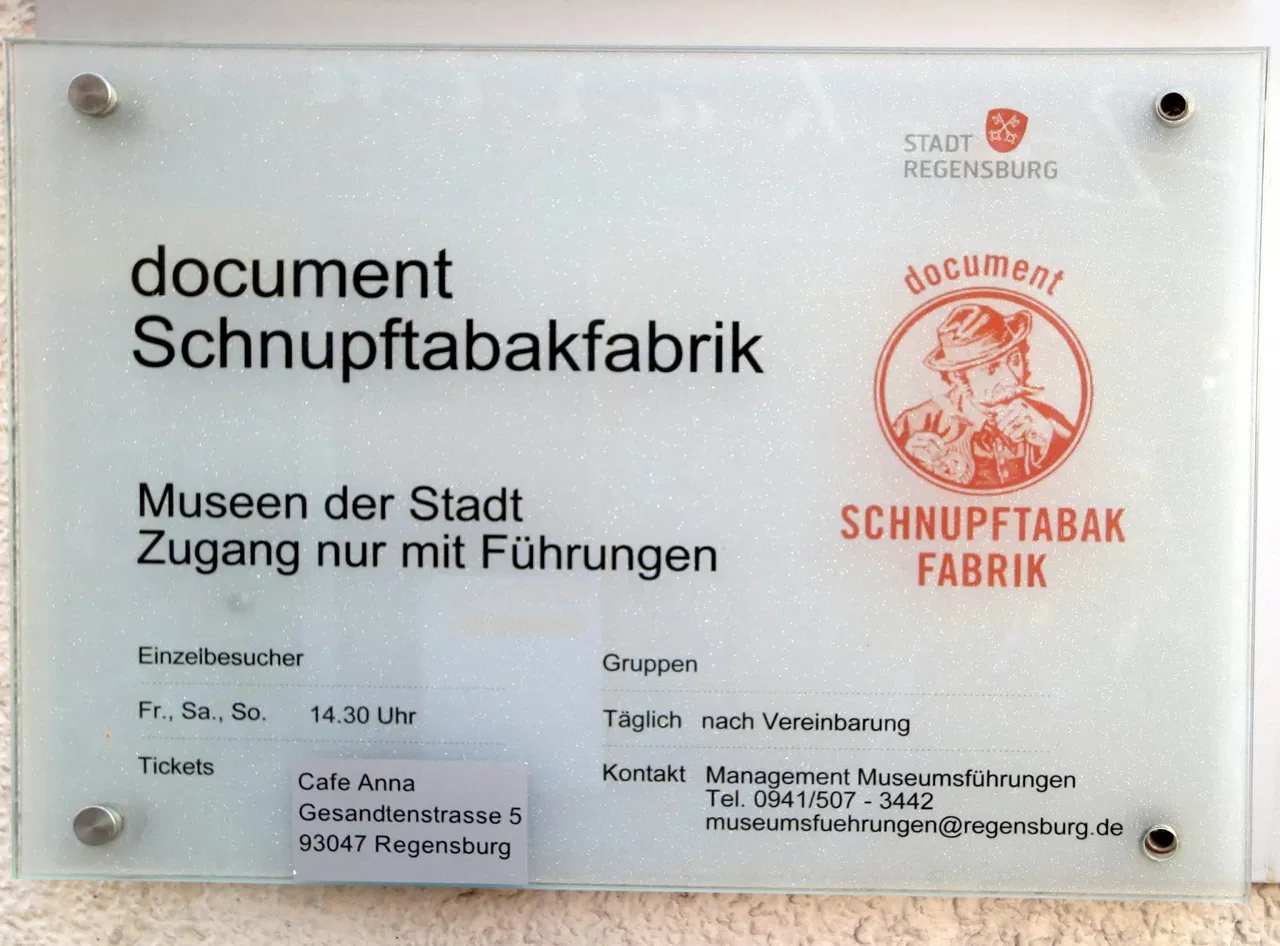 STADT
REGENSBURG
document
Schnupftabakfabrik
document
SCHNUPFTABAK
FABRIK
Museen der Stadt
Zugang nur mit Führungen
Einzelbesucher
Fr., Sa., So. 14.30 Uhr
Tickets
Cafe Anna
Gesandtenstrasse 5
93047 Regensburg
Gruppen
Täglich nach Vereinbarung
Kontakt Management Museumsführungen
Tel. 0941/507 - 3442
museumsfuehrungen@regensburg.de